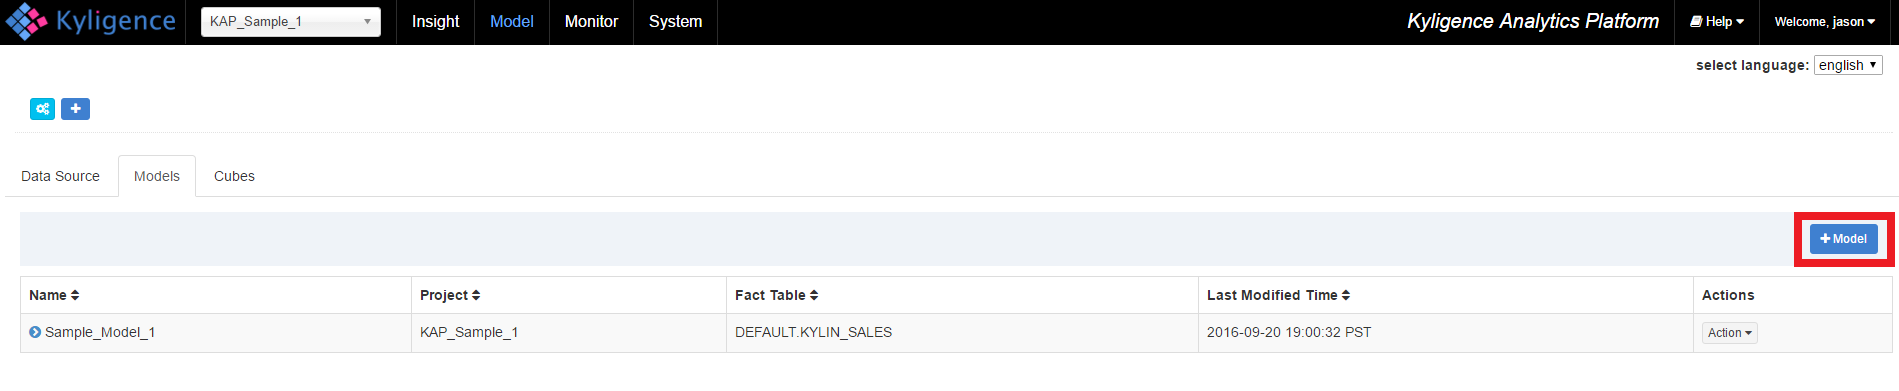 Kyligence KAP_Sample_1 Insight Model Monitor System Kyligence Analytics Platform Help Welcome, jason
select language: english
Data Source Models Cubes
+ Model
Name Project Fact Table Last Modified Time Actions
Sample_Model_1 KAP_Sample_1 DEFAULT.KYLIN_SALES 2016-09-20 19:00:32 PST Action